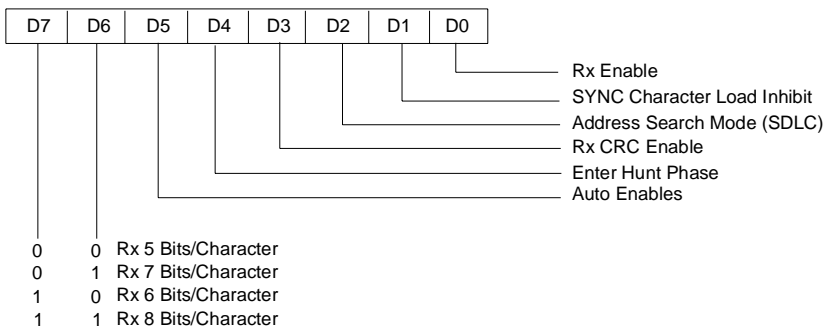 D7 D6 D5 D4 D3 D2 D1 D0
Rx Enable
SYNC Character Load Inhibit
Address Search Mode (SDLC)
Rx CRC Enable
Enter Hunt Phase
Auto Enables
0 0 Rx 5 Bits/Character
0 1 Rx 7 Bits/Character
1 0 Rx 6 Bits/Character
1 1 Rx 8 Bits/Character